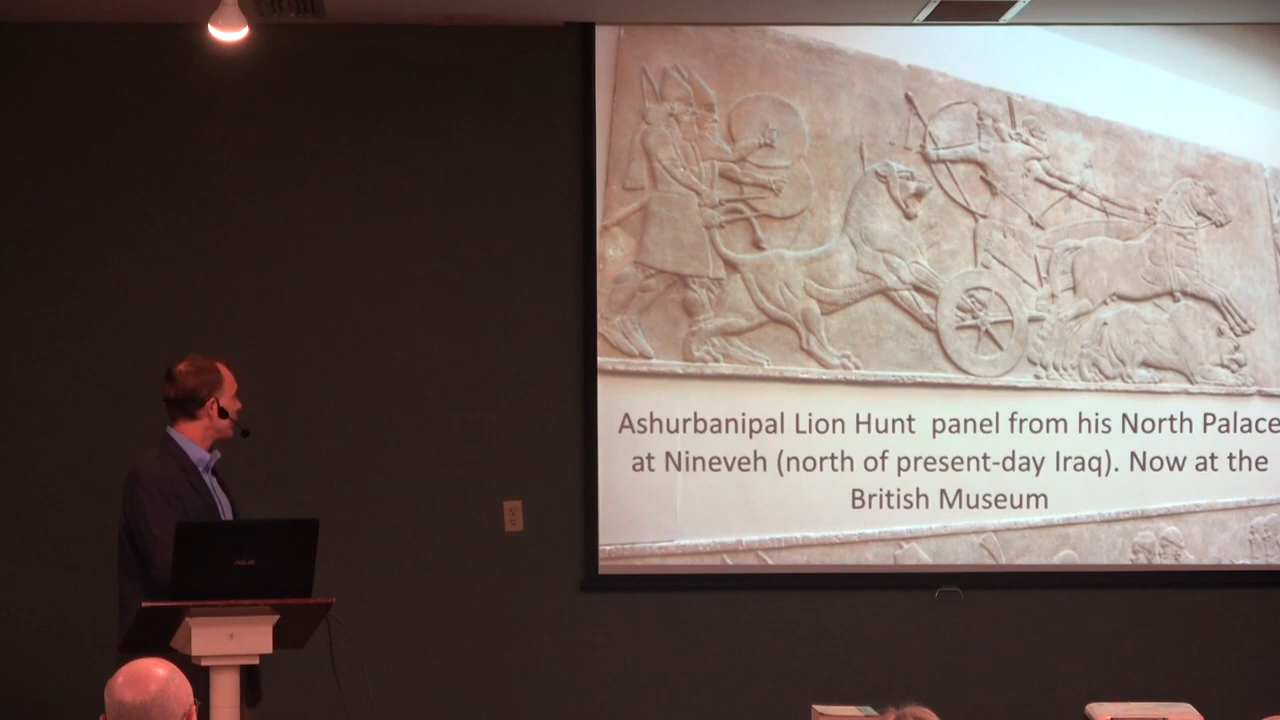 Ashurbanipal Lion Hunt  panel from his North Palace
at Nineveh (north of present-day Iraq). Now at the
British Museum
ASUS